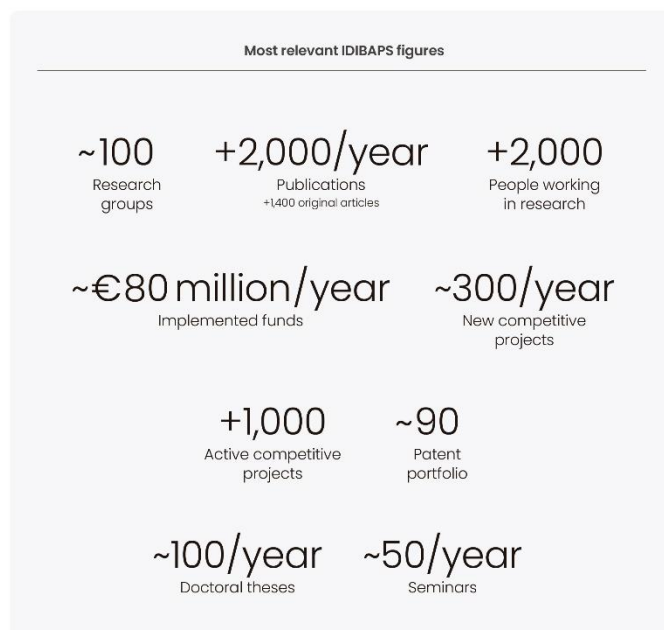 Most relevant IDIBAPS figures
~100
Research
groups
+2,000/year
Publications
+1,400 original articles
+2,000
People working
in research
~€80 million/year
Implemented funds
~300/year
New competitive
projects
+1,000
Active competitive
projects
~90
Patent
portfolio
~100/year
Doctoral theses
~50/year
Seminars